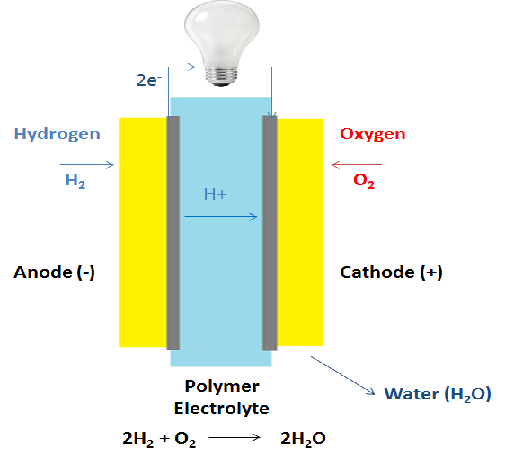 2e-
Hydrogen
Oxygen
H₂
O₂
H+
Anode (-)
Cathode (+)
Polymer
Electrolyte
Water (H₂O)
2H₂ + O₂ ⟶ 2H₂O